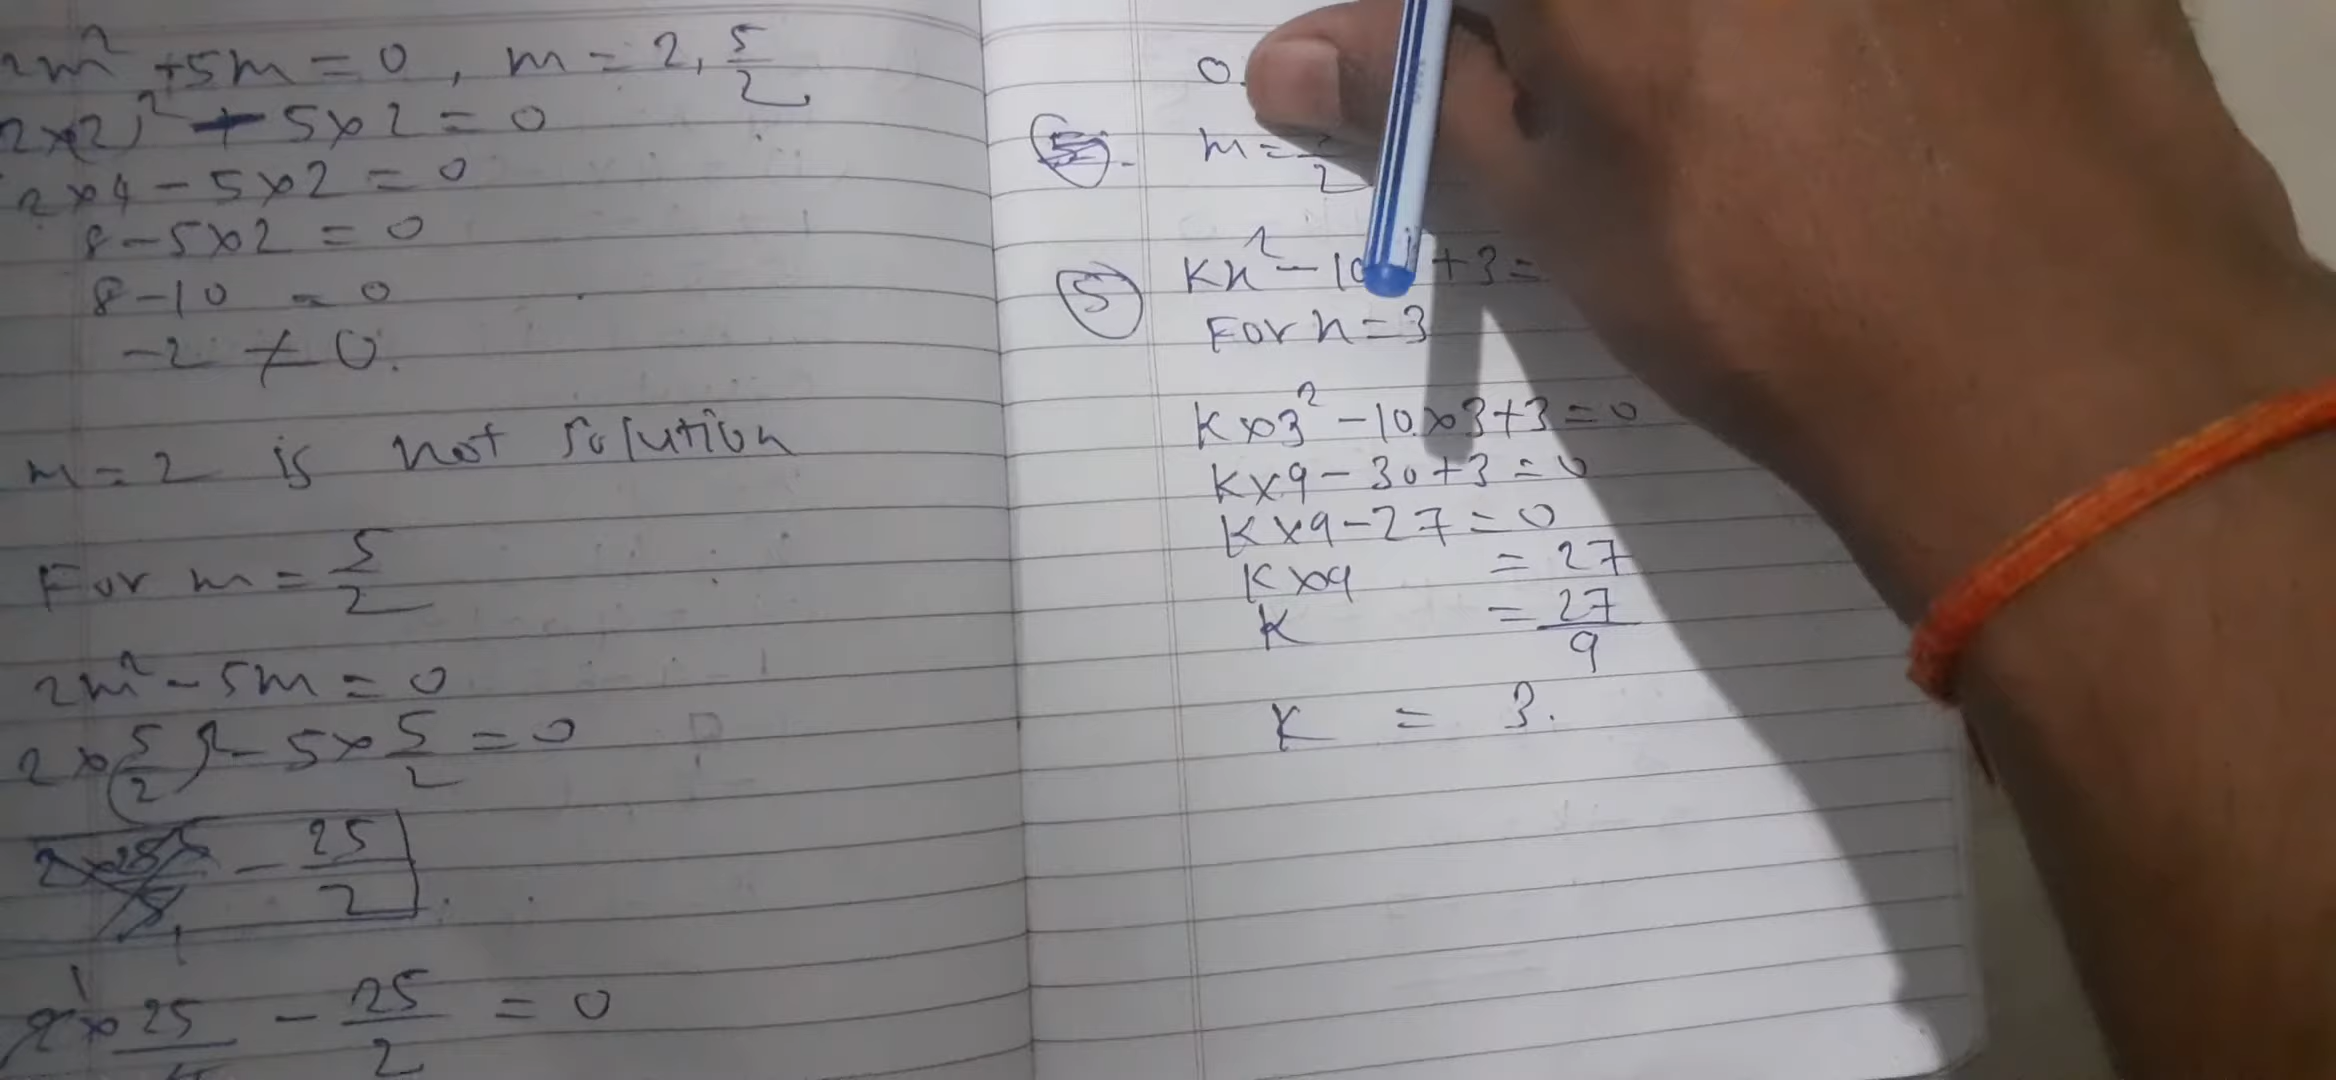 2m² +5m = 0, m = 2, 5/2
2×(2)² - 5×2 = 0
2×4 - 5×2 = 0
8 - 5×2 = 0
8 - 10 = 0
-2 ≠ 0.
m = 2 is not solution
For m = 5/2
2m² - 5m = 0
2×(5/2)² - 5×5/2 = 0
- 25/2
2×25 - 25/2 = 0
0
m = /2
(5) Kx² - 10 + 3 =
For x = 3
K×3² - 10×3+3 = 0
K×9 - 30+3 = 0
K×9 - 27 = 0
K×9 = 27
K = 27/9
K = 3.